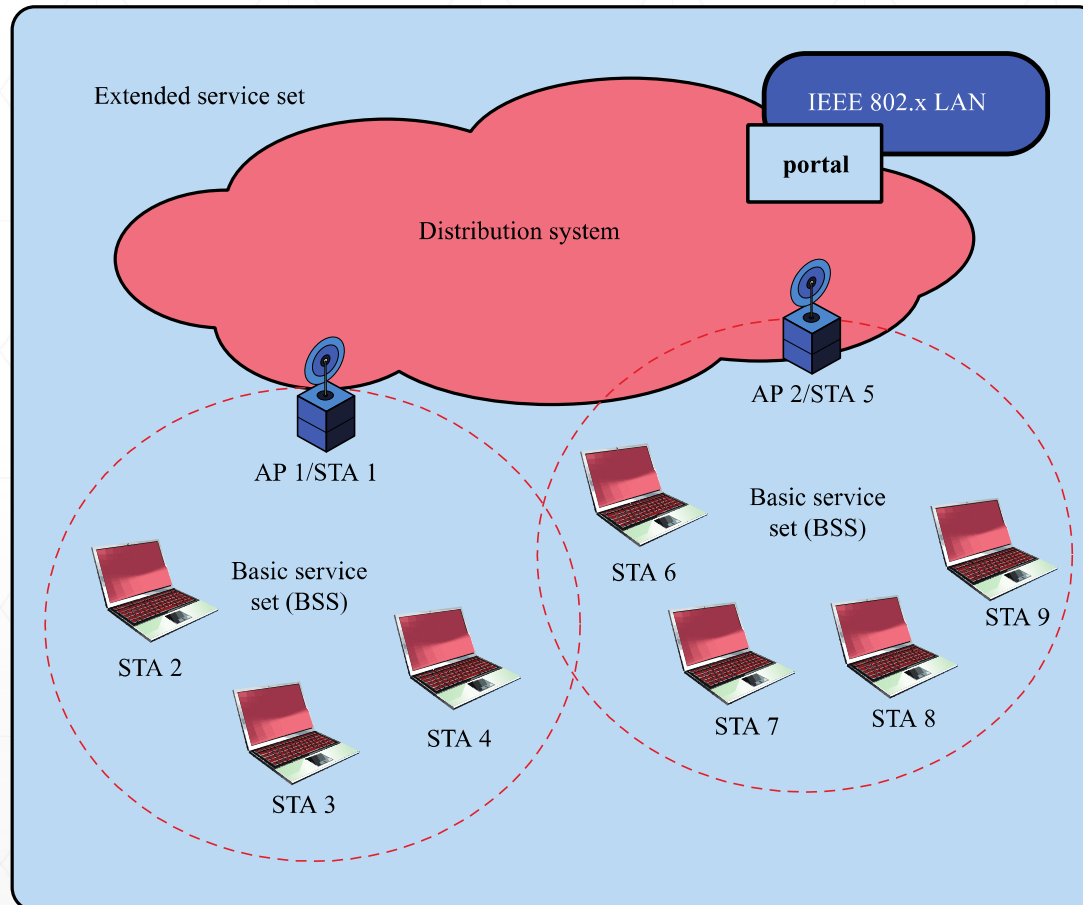 Extended service set
IEEE 802.x LAN
portal
Distribution system
AP 2/STA 5
AP 1/STA 1
Basic service
set (BSS)
STA 6
STA 9
Basic service
set (BSS)
STA 2
STA 4
STA 7
STA 8
STA 3